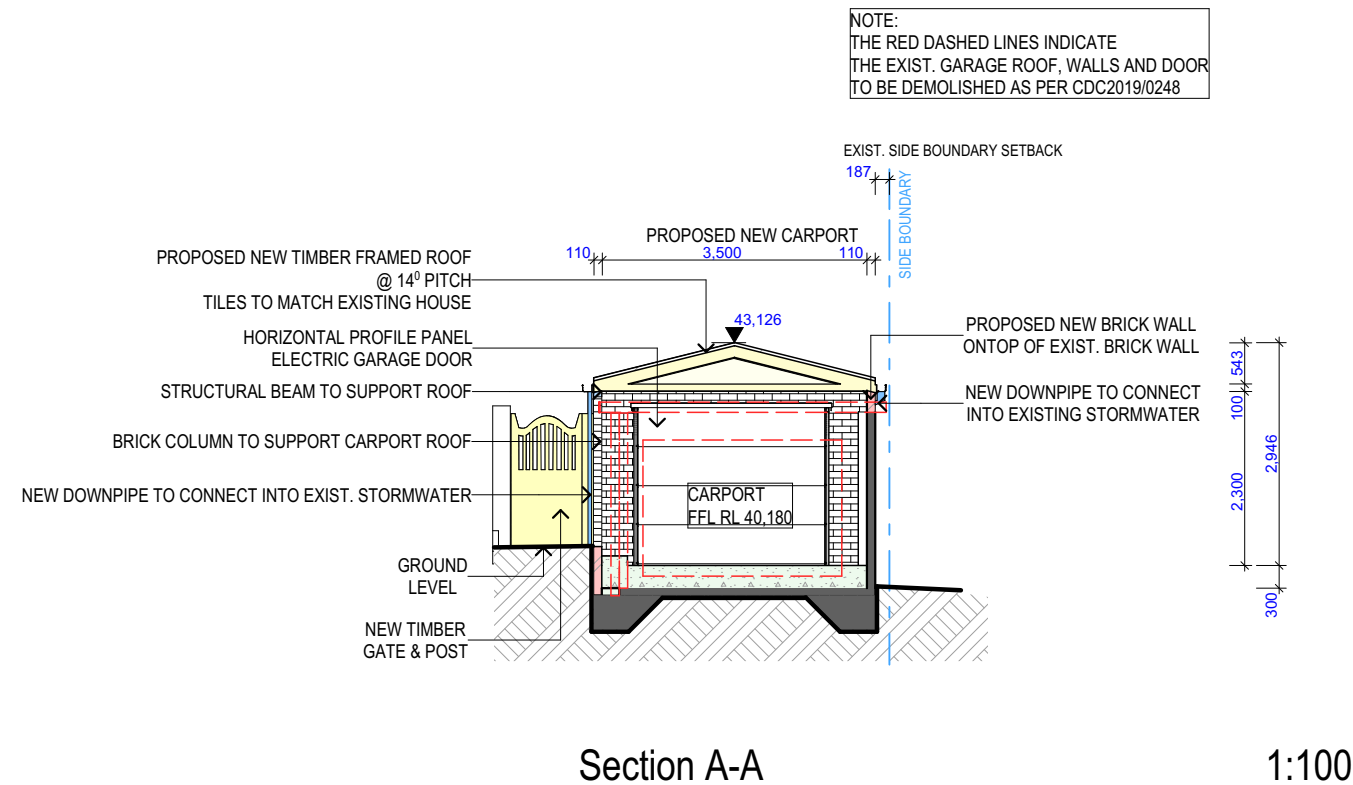 NOTE:
THE RED DASHED LINES INDICATE
THE EXIST. GARAGE ROOF, WALLS AND DOOR
TO BE DEMOLISHED AS PER CDC2019/0248
EXIST. SIDE BOUNDARY SETBACK
187
SIDE BOUNDARY
PROPOSED NEW CARPORT
110
3,500
110
PROPOSED NEW TIMBER FRAMED ROOF
@ 14⁰ PITCH
TILES TO MATCH EXISTING HOUSE
43,126
HORIZONTAL PROFILE PANEL
ELECTRIC GARAGE DOOR
PROPOSED NEW BRICK WALL
ONTOP OF EXIST. BRICK WALL
STRUCTURAL BEAM TO SUPPORT ROOF
NEW DOWNPIPE TO CONNECT
INTO EXISTING STORMWATER
BRICK COLUMN TO SUPPORT CARPORT ROOF
NEW DOWNPIPE TO CONNECT INTO EXIST. STORMWATER
CARPORT
FFL RL 40,180
GROUND
LEVEL
NEW TIMBER
GATE & POST
543
100
2,300
2,946
300
Section A-A
1:100